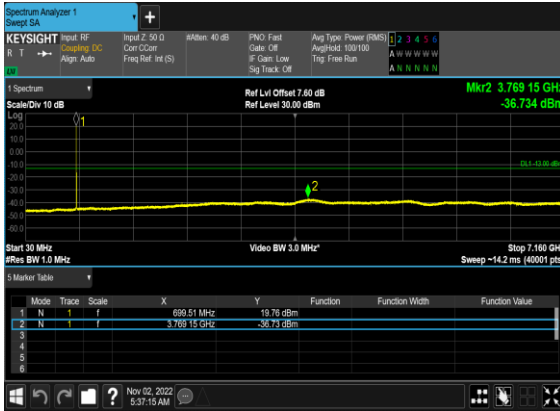 Spectrum Analyzer 1
Swept SA
+
KEYSIGHT
R T
Input: RF
Coupling: DC
Align: Auto
Input Z: 50 Ω
Corr CCorr
Freq Ref: Int (S)
#Atten: 40 dB
PNO: Fast
Gate: Off
IF Gain: Low
Sig Track: Off
Avg Type: Power (RMS)
Avg|Hold: 100/100
Trig: Free Run
1 2 3 4 5 6
A W W W W W
A N N N N N
1 Spectrum
Scale/Div 10 dB
Ref Lvl Offset 7.60 dB
Ref Level 30.00 dBm
Mkr2 3.769 15 GHz
-36.734 dBm
Log
20.0
10.0
0.00
-10.0
-20.0
-30.0
-40.0
-50.0
-60.0
1
2
DL1 -13.00 dBm
Start 30 MHz
#Res BW 1.0 MHz
Video BW 3.0 MHz*
Stop 7.160 GHz
Sweep ~14.2 ms (40001 pts)
5 Marker Table
Mode Trace Scale X Y Function Function Width Function Value
1 N 1 f 699.51 MHz 19.76 dBm
2 N 1 f 3.769 15 GHz -36.73 dBm
3
4
5
6
?
Nov 02, 2022
5:37:15 AM